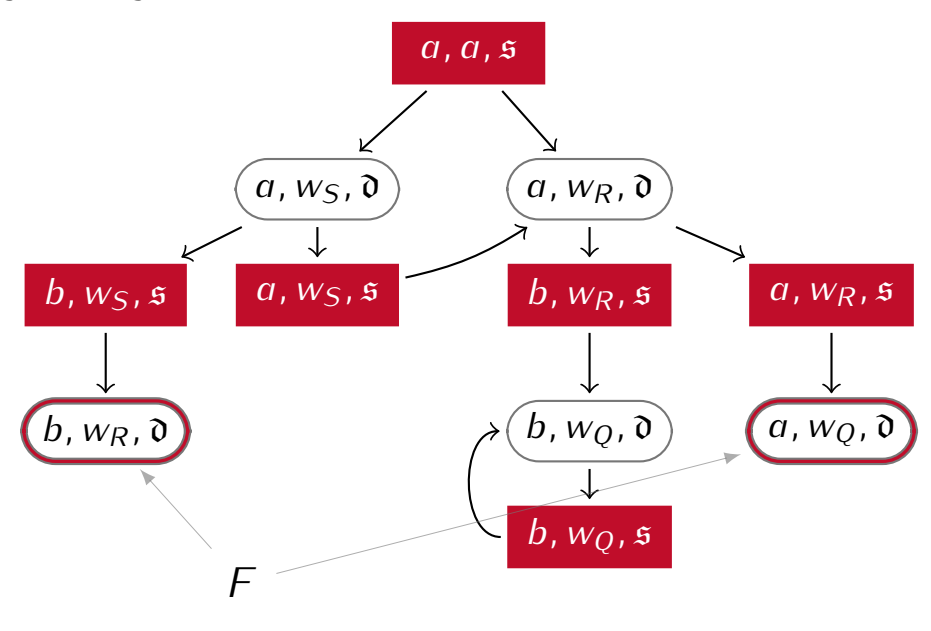 a, a, 𝔰
a, w_S, 𝔡
a, w_R, 𝔡
b, w_S, 𝔰
a, w_S, 𝔰
b, w_R, 𝔰
a, w_R, 𝔰
b, w_R, 𝔡
b, w_Q, 𝔡
a, w_Q, 𝔡
b, w_Q, 𝔰
F